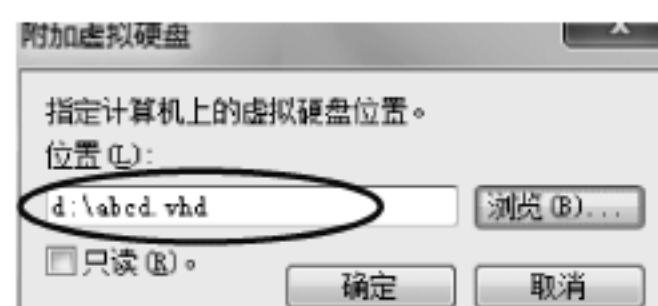 附加虚拟硬盘
指定计算机上的虚拟硬盘位置。
位置(L):
d:\abcd.vhd
浏览(B)...
只读(R)。
确定
取消